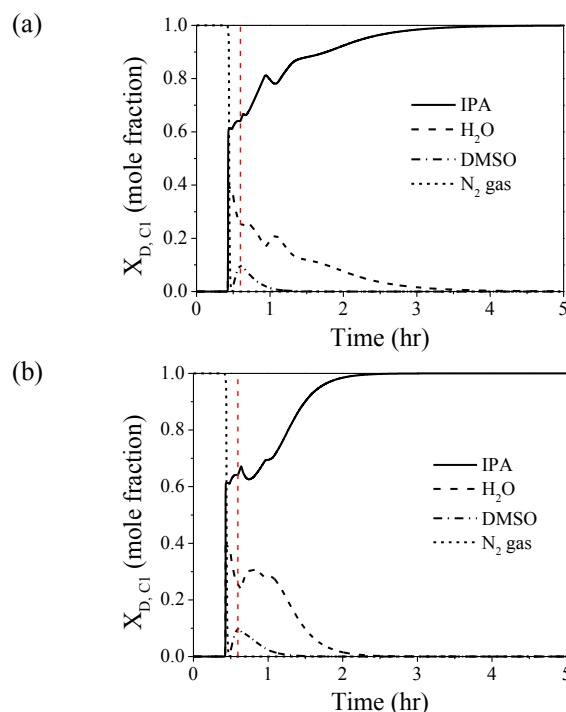 (a)
X_D, C1 (mole fraction)
1.0
0.8
0.6
0.4
0.2
0.0
IPA
H₂O
DMSO
N₂ gas
0 1 2 3 4 5
Time (hr)
(b)
X_D, C1 (mole fraction)
1.0
0.8
0.6
0.4
0.2
0.0
IPA
H₂O
DMSO
N₂ gas
0 1 2 3 4 5
Time (hr)